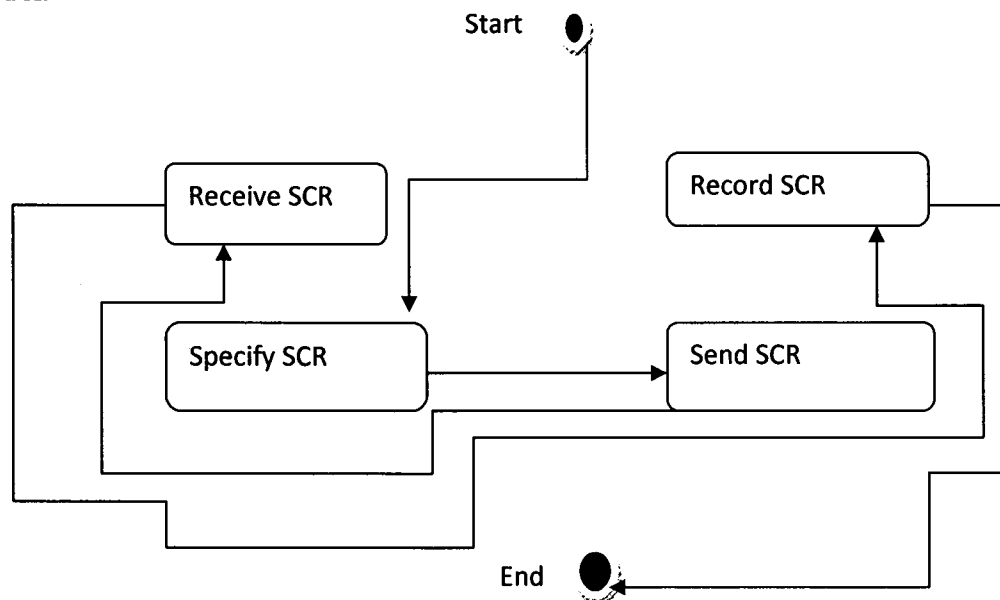 Start
Receive SCR
Record SCR
Specify SCR
Send SCR
End